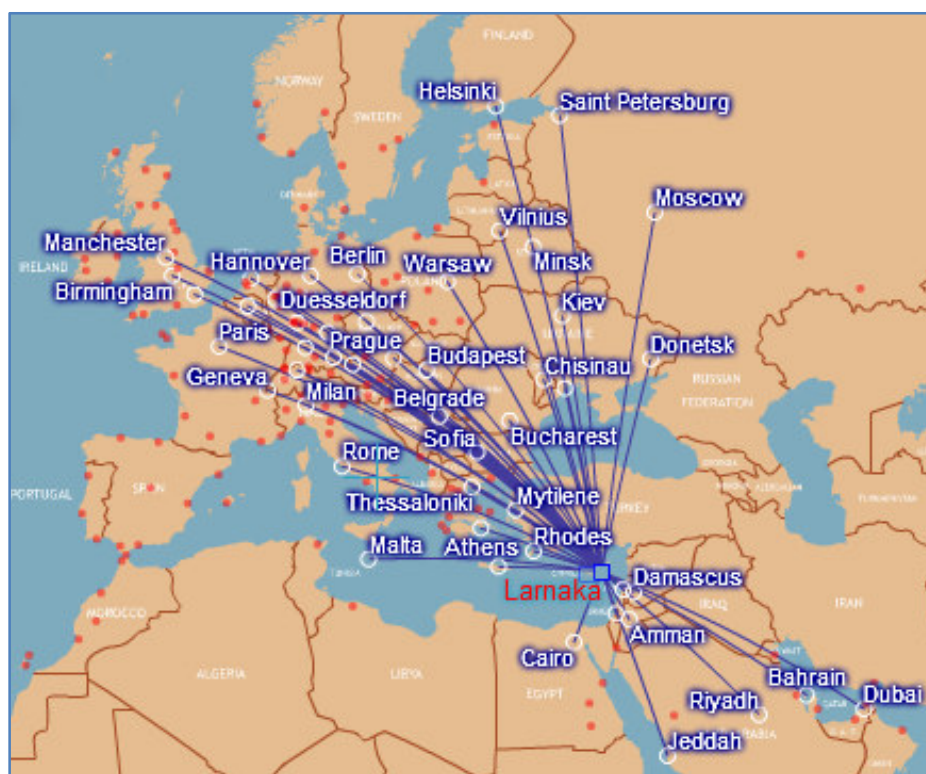 FINLAND
NORWAY
Helsinki
Saint Petersburg
SWEDEN
Moscow
Vilnius
Manchester
Minsk
IRELAND
Hannover
Berlin
Warsaw
Birmingham
Duesseldorf
Kiev
Paris
Prague
Budapest
Chisinau
Donetsk
Geneva
Milan
RUSSIAN
FEDERATION
Belgrade
Sofia
Bucharest
Rome
PORTUGAL
SPAIN
Thessaloniki
Mytilene
Malta
Athens
Rhodes
TUNISIA
Larnaka
Damascus
IRAQ
IRAN
MOROCCO
Amman
Cairo
ALGERIA
LIBYA
EGYPT
Bahrain
Riyadh
Dubai
Jeddah